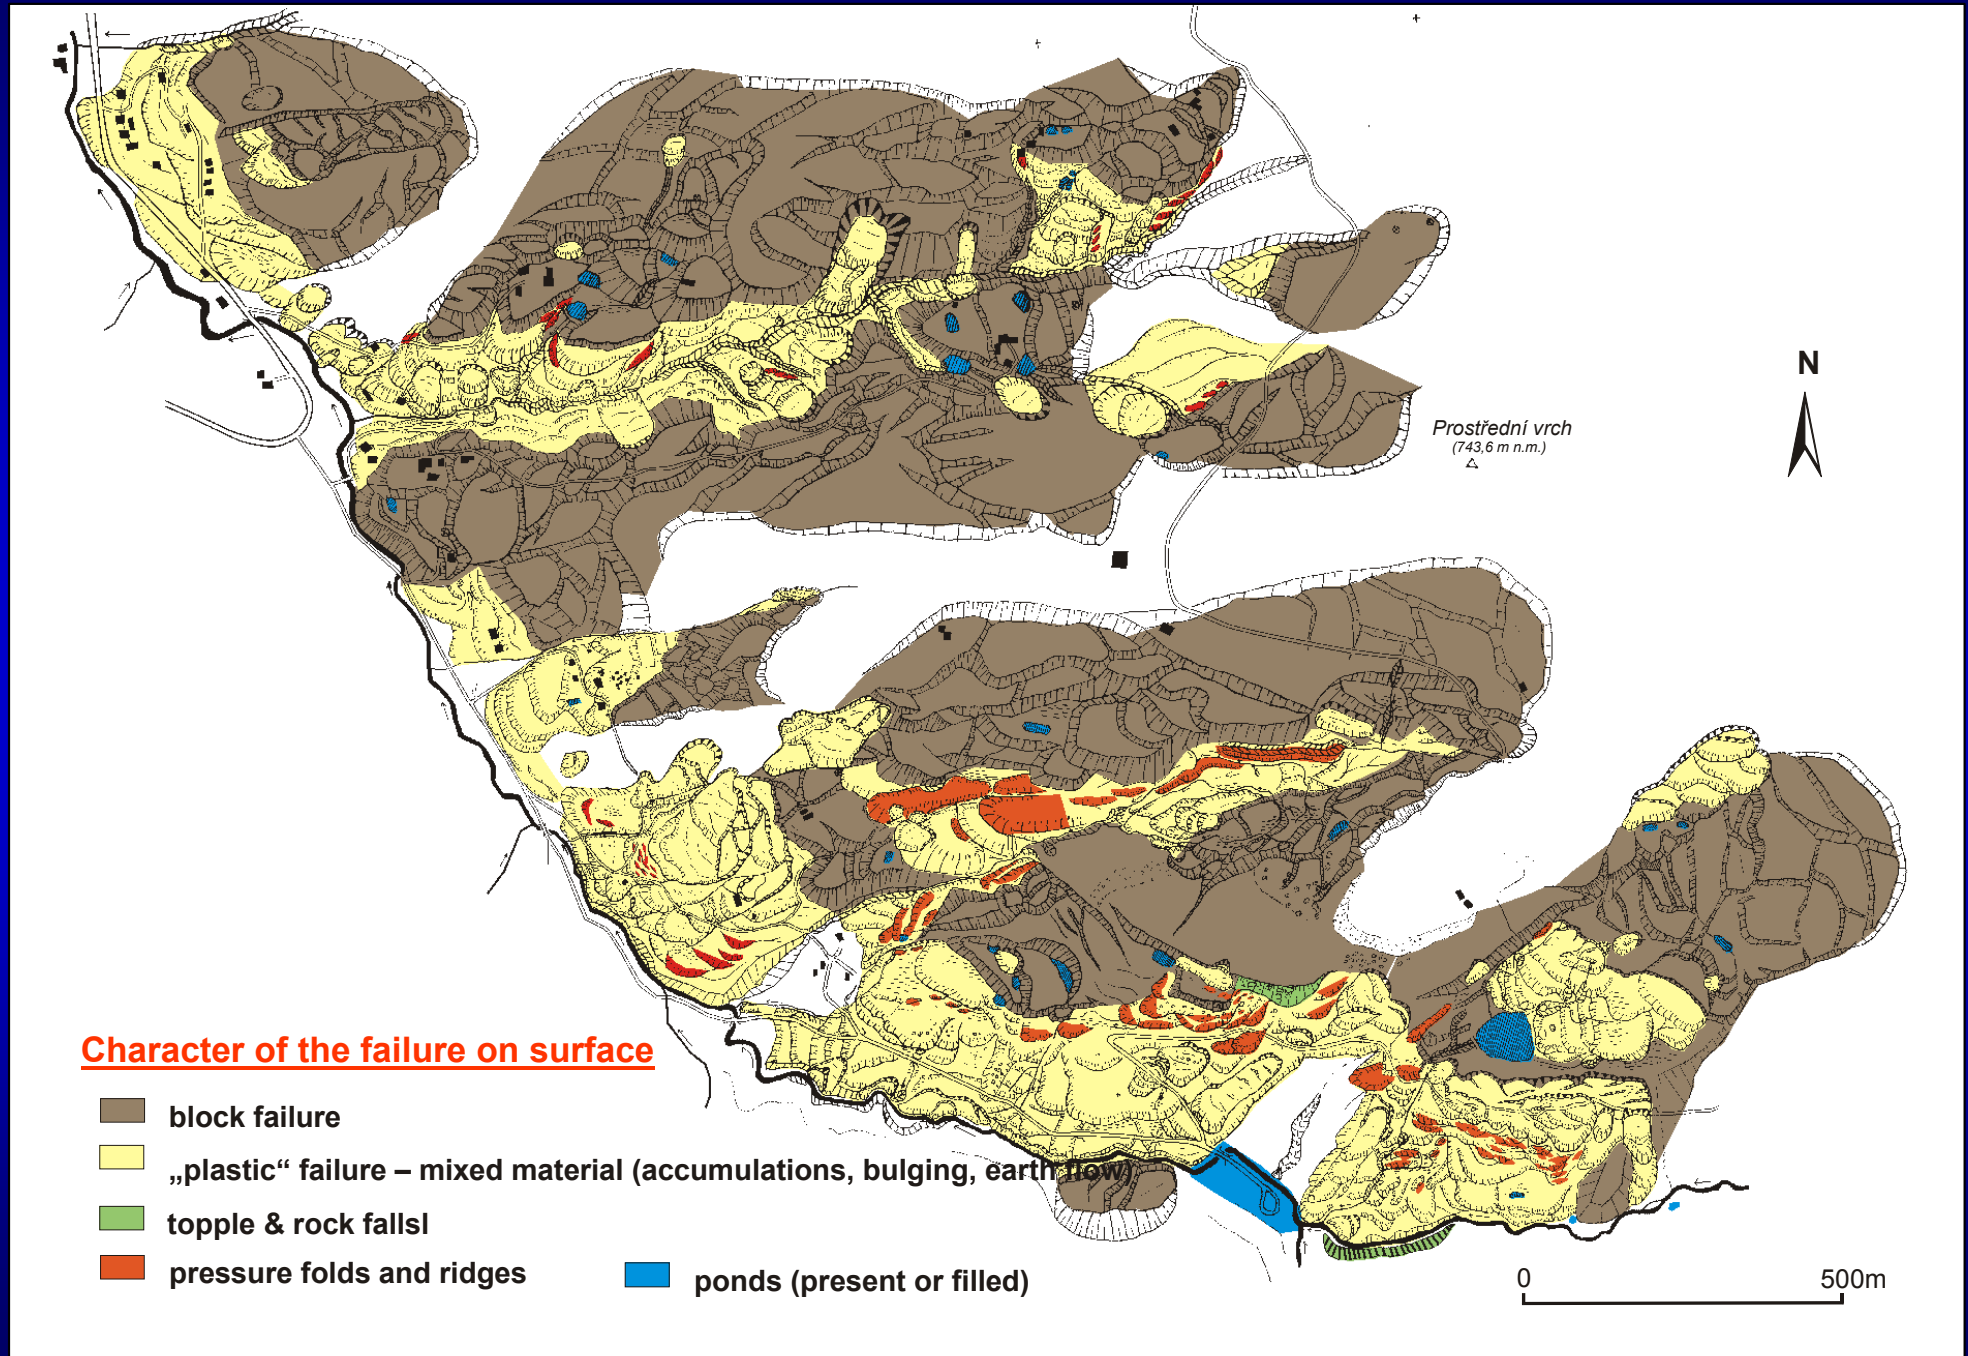 N
Prostřední vrch
(743,6 m n.m.)
Character of the failure on surface
block failure
„plastic“ failure – mixed material (accumulations, bulging, earth flow)
topple & rock fallsl
pressure folds and ridges
ponds (present or filled)
0 500m